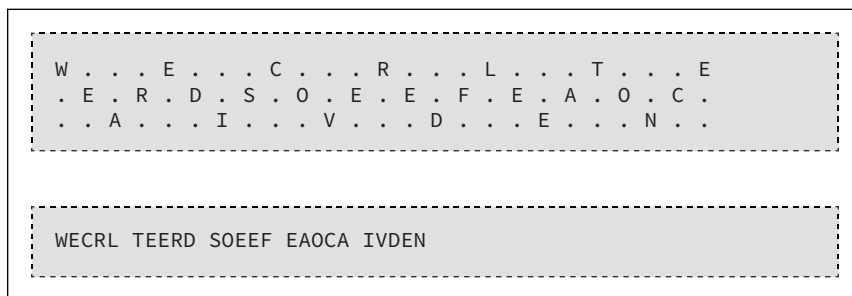 W . . . E . . . C . . . R . . . L . . . T . . . E
. E . R . D . S . O . E . E . F . E . A . O . C .
. . A . . . I . . . V . . . D . . . E . . . N . .
WECRL TEERD SOEEF EAOCA IVDEN